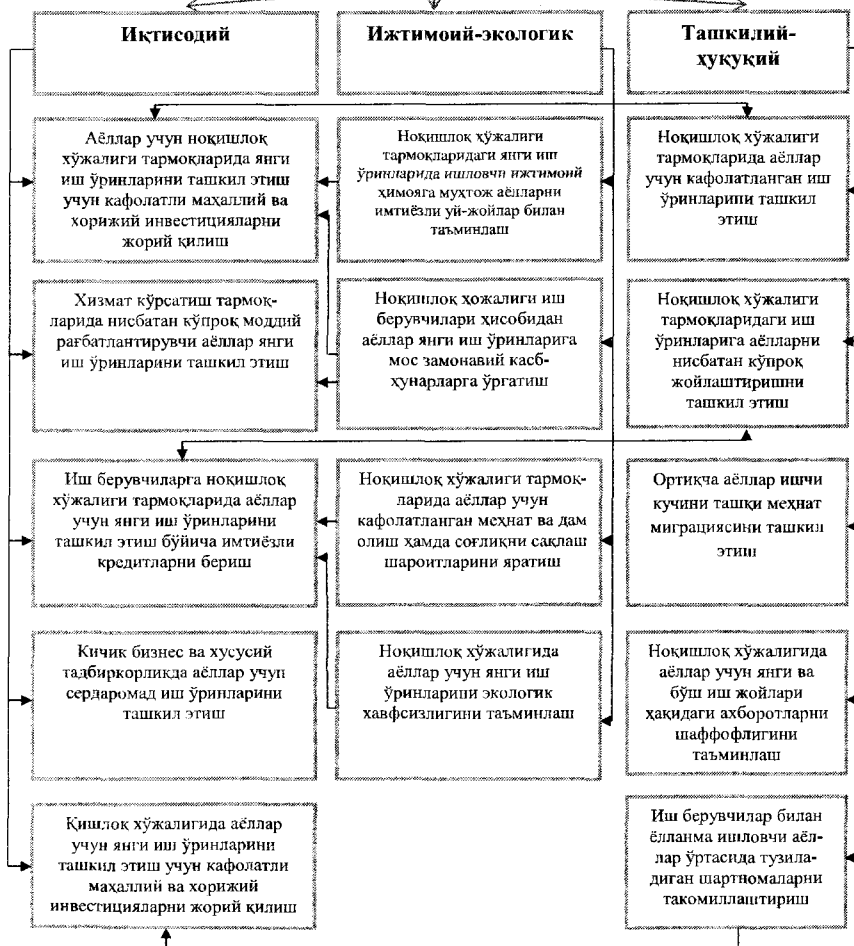 Иқтисодий
Ижтимоий-экологик
Ташкилий-
ҳуқуқий
Аёллар учун ноқишлоқ
хўжалиги тармоқларида янги
иш ўринларини ташкил этиш
учун кафолатли маҳаллий ва
хорижий инвестицияларни
жорий қилиш
Ноқишлоқ хўжалиги
тармоқларидаги янги иш
ўринларида ишловчи ижтимоий
ҳимояга муҳтож аёлларни
имтиёзли уй-жойлар билан
таъминлаш
Ноқишлоқ хўжалиги
тармоқларида аёллар
учун кафолатланган иш
ўринларини ташкил
этиш
Хизмат кўрсатиш тармоқ-
ларида нисбатан кўпроқ моддий
рағбатлантирувчи аёллар янги
иш ўринларини ташкил этиш
Ноқишлоқ ҳожалиги иш
берувчилари ҳисобидан
аёллар янги иш ўринларига
мос замонавий касб-
ҳунарларга ўргатиш
Ноқишлоқ хўжалиги
тармоқларидаги иш
ўринларига аёлларни
нисбатан кўпроқ
жойлаштиришни
ташкил этиш
Иш берувчиларга ноқишлоқ
хўжалиги тармоқларида аёллар
учун янги иш ўринларини
ташкил этиш бўйича имтиёзли
кредитларни бериш
Ноқишлоқ хўжалиги тармоқ-
ларида аёллар учун
кафолатланган меҳнат ва дам
олиш ҳамда соғлиқни сақлаш
шароитларини яратиш
Ортиқча аёллар ишчи
кучини ташқи меҳнат
миграциясини ташкил
этиш
Кичик бизнес ва хусусий
тадбиркорликда аёллар учун
сердаромад иш ўринларини
ташкил этиш
Ноқишлоқ хўжалигида
аёллар учун янги иш
ўринларини экологик
хавфсизлигини таъминлаш
Ноқишлоқ хўжалигида
аёллар учун янги ва
бўш иш жойлари
ҳақидаги ахборотларни
шаффофлигини
таъминлаш
Қишлоқ хўжалигида аёллар
учун янги иш ўринларини
ташкил этиш учун кафолатли
маҳаллий ва хорижий
инвестицияларни жорий қилиш
Иш берувчилар билан
ёлланма ишловчи аёл-
лар ўртасида тузила-
диган шартномаларни
такомиллаштириш